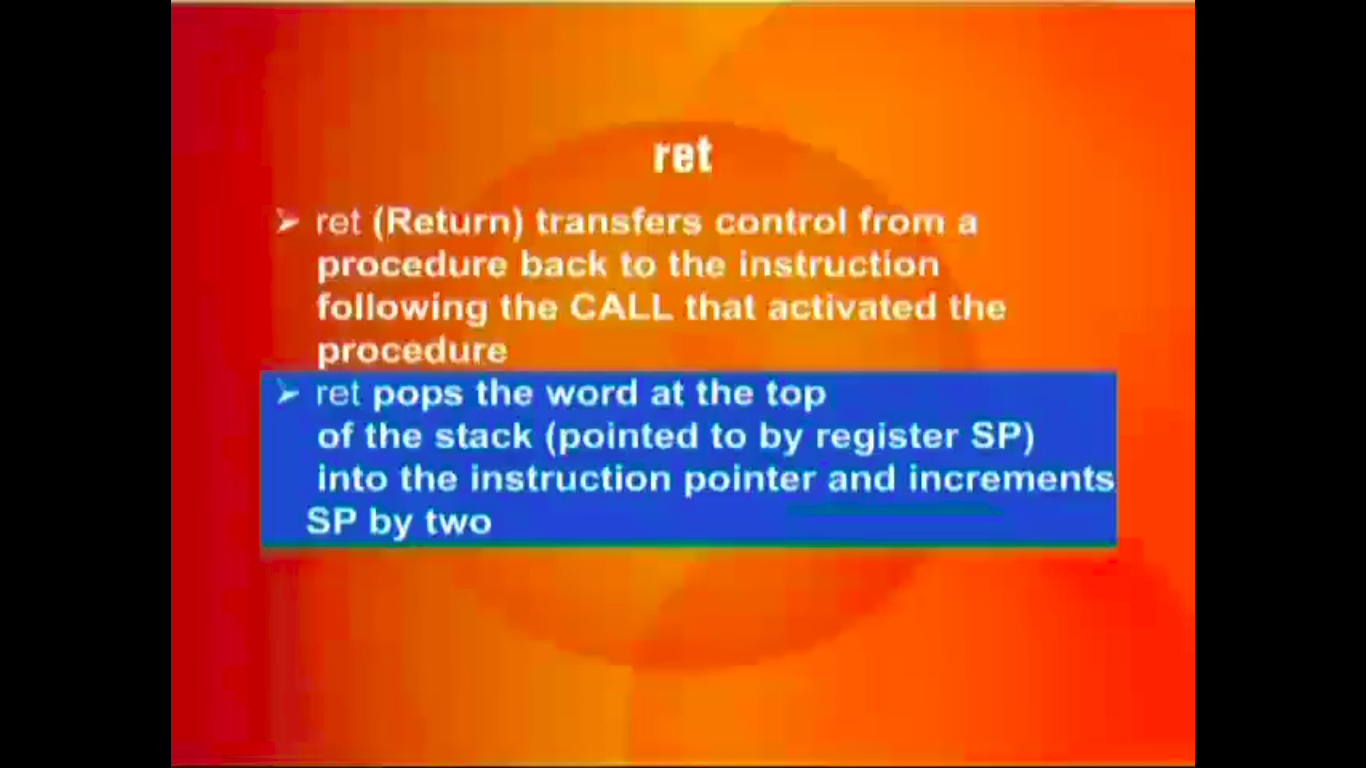 ret
➤ ret (Return) transfers control from a
procedure back to the instruction
following the CALL that activated the
procedure
➤ ret pops the word at the top
of the stack (pointed to by register SP)
into the instruction pointer and increments
SP by two